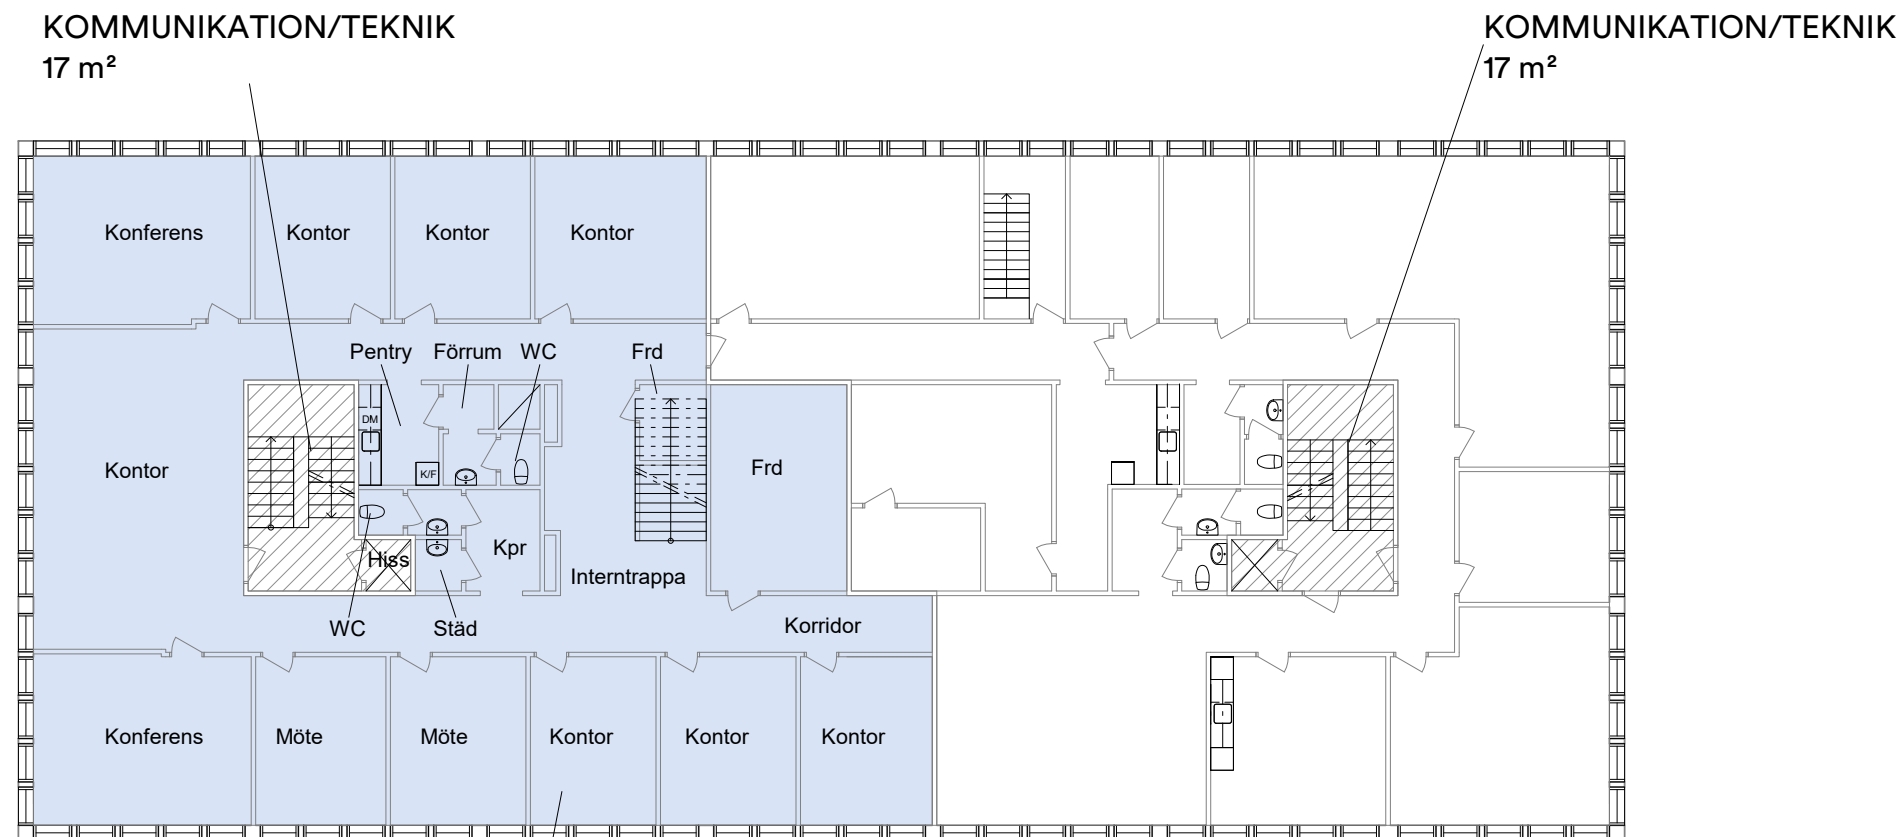 KOMMUNIKATION/TEKNIK
17 m²
KOMMUNIKATION/TEKNIK
17 m²
Konferens
Kontor
Kontor
Kontor
Pentry
Förrum
WC
Frd
DM
K/F
Kontor
Frd
Hiss
Kpr
Interntrappa
WC
Städ
Korridor
Konferens
Möte
Möte
Kontor
Kontor
Kontor